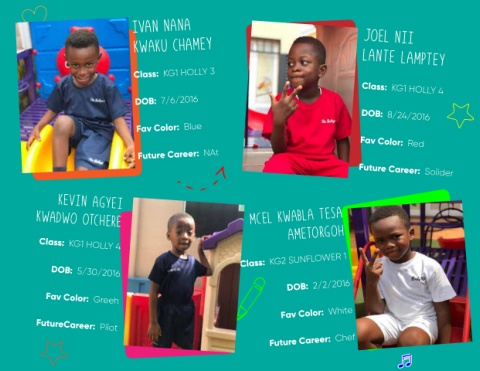 IVAN NANA
KWAKU CHAMEY
Class: KG1 HOLLY 3
DOB: 7/6/2016
Fav Color: Blue
Future Career: NAt
JOEL NII
LANTE LAMPTEY
Class: KG1 HOLLY 4
DOB: 8/24/2016
Fav Color: Red
Future Career: Solider
KEVIN AGYEI
KWADWO OTCHERE
Class: KG1 HOLLY 4
DOB: 5/30/2016
Fav Color: Green
FutureCareer: Pilot
MCEL KWABLA TESA
AMETORGOH
Class: KG2 SUNFLOWER 1
DOB: 2/2/2016
Fav Color: White
Future Career: Chef